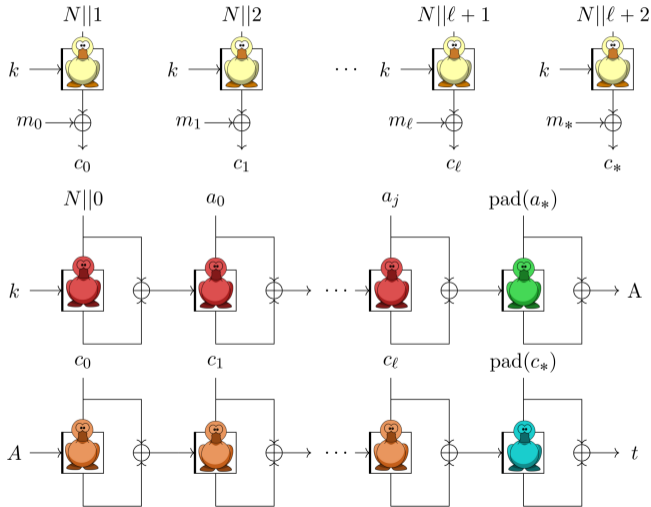 N||1 N||2 N||ℓ + 1 N||ℓ + 2
k k ··· k k
m₀ m₁ mℓ m∗
c₀ c₁ cℓ c∗
N||0 a₀ aⱼ pad(a∗)
k ··· A
c₀ c₁ cℓ pad(c∗)
A ··· t